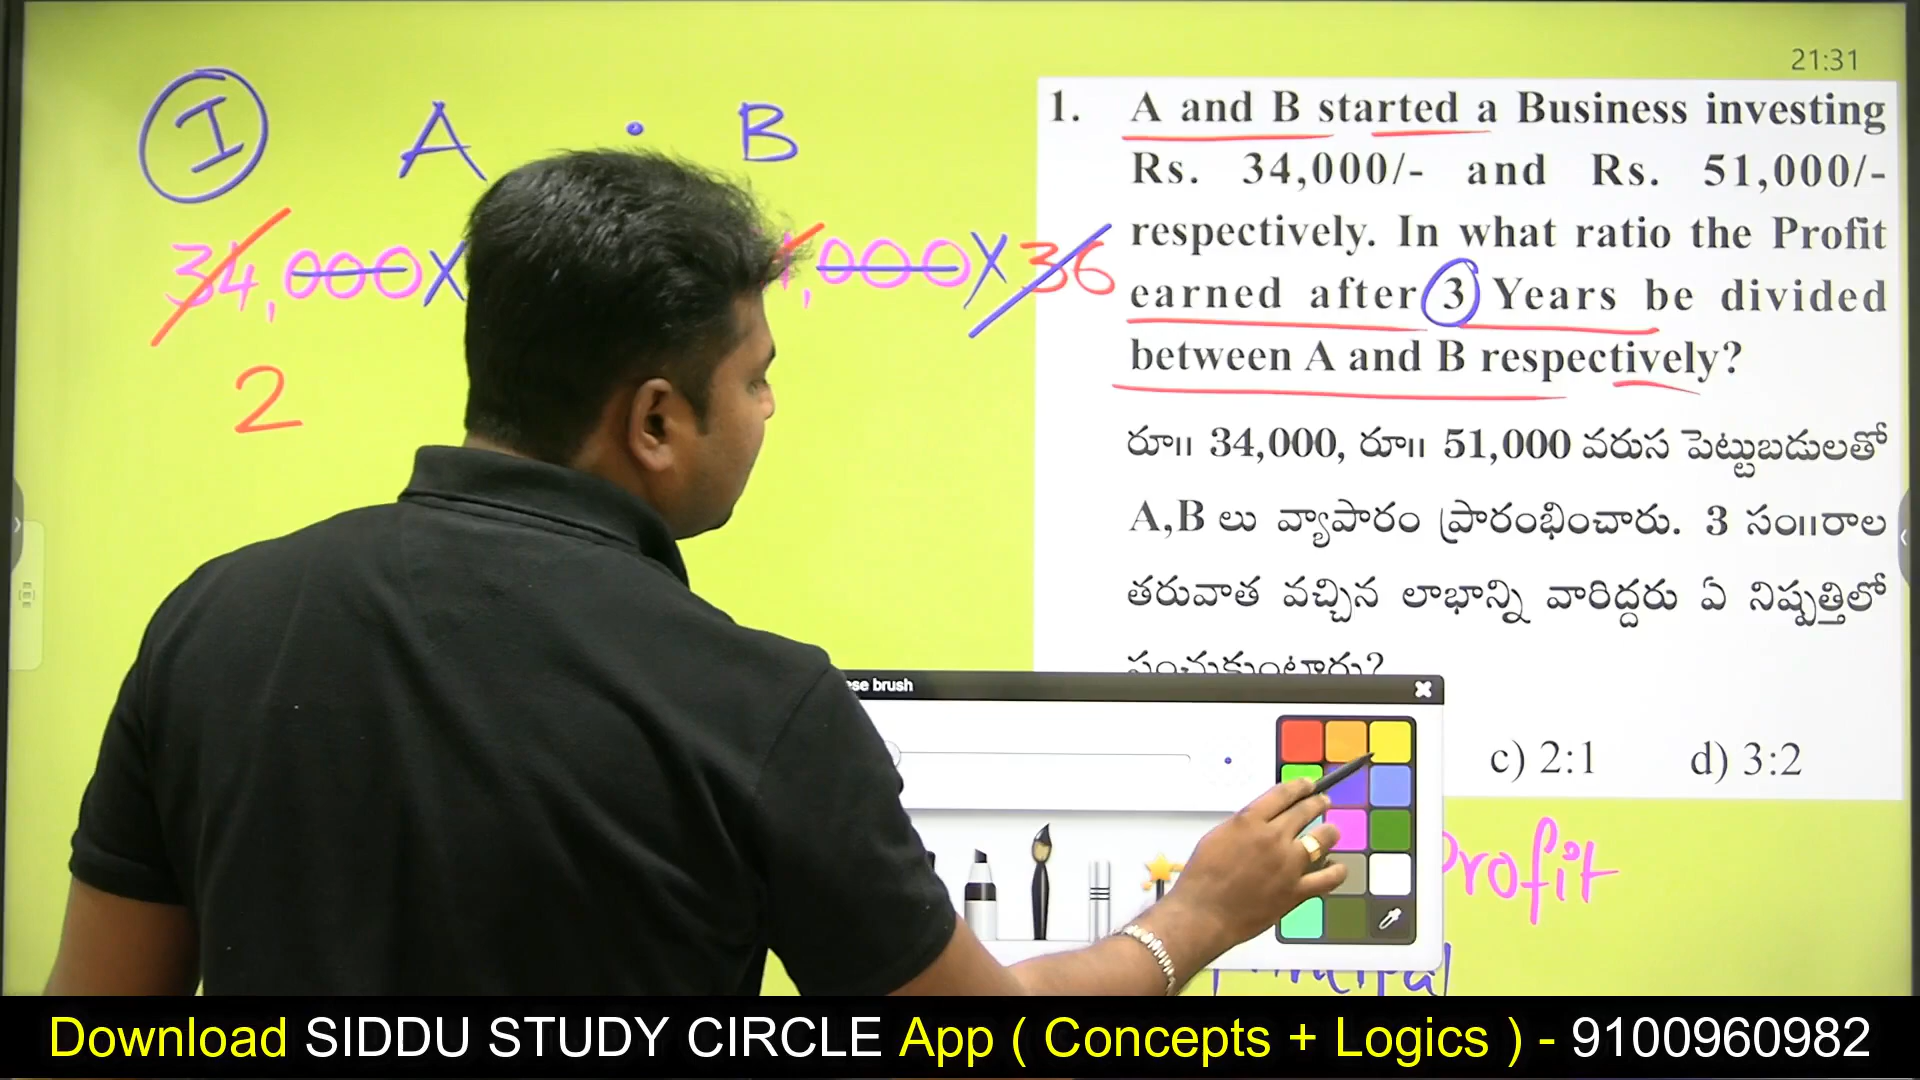 21:31
I A : B
34,000 X ,000 X 36
2
1. A and B started a Business investing
Rs. 34,000/- and Rs. 51,000/-
respectively. In what ratio the Profit
earned after 3 Years be divided
between A and B respectively?
రూ॥ 34,000, రూ॥ 51,000 వరుస పెట్టుబడులతో
A,B లు వ్యాపారం ప్రారంభించారు. 3 సం॥రాల
తరువాత వచ్చిన లాభాన్ని వారిద్దరు ఏ నిష్పత్తిలో
పంచుకుంటారు?
brush
c) 2:1 d) 3:2
Profit
Download SIDDU STUDY CIRCLE App ( Concepts + Logics ) - 9100960982